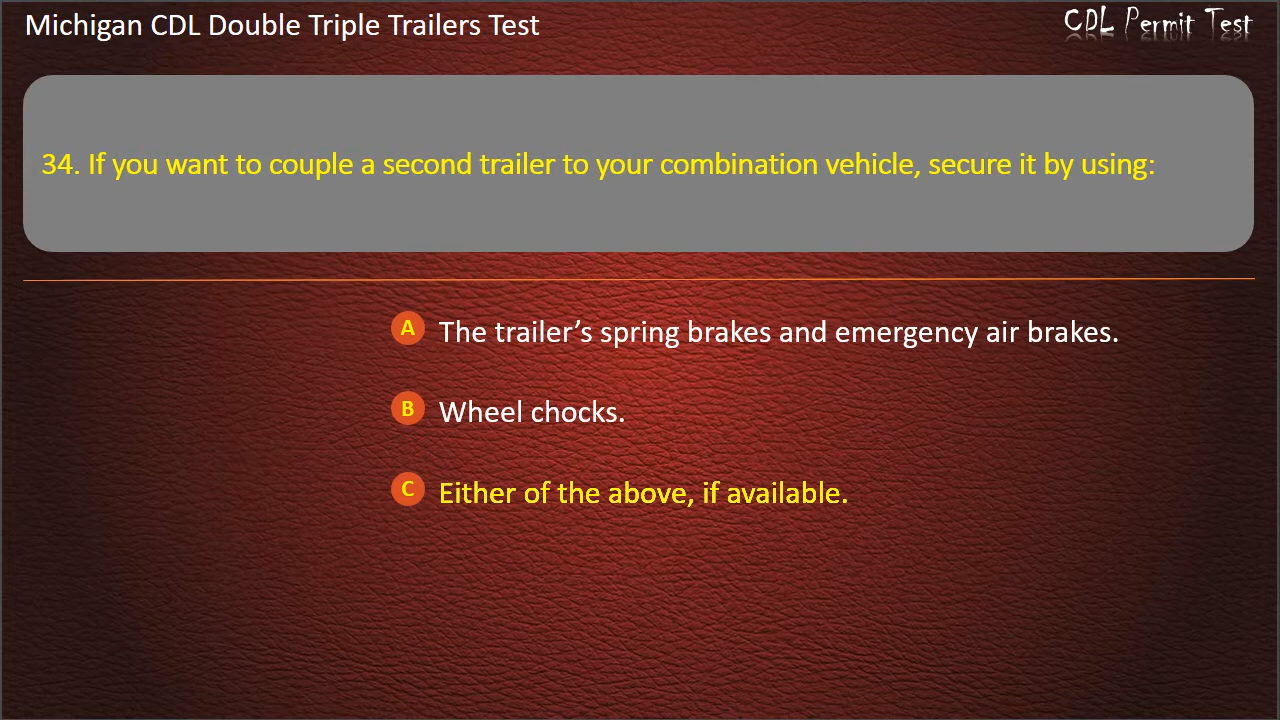 Michigan CDL Double Triple Trailers Test
CDL Permit Test
34. If you want to couple a second trailer to your combination vehicle, secure it by using:
A The trailer’s spring brakes and emergency air brakes.
B Wheel chocks.
C Either of the above, if available.